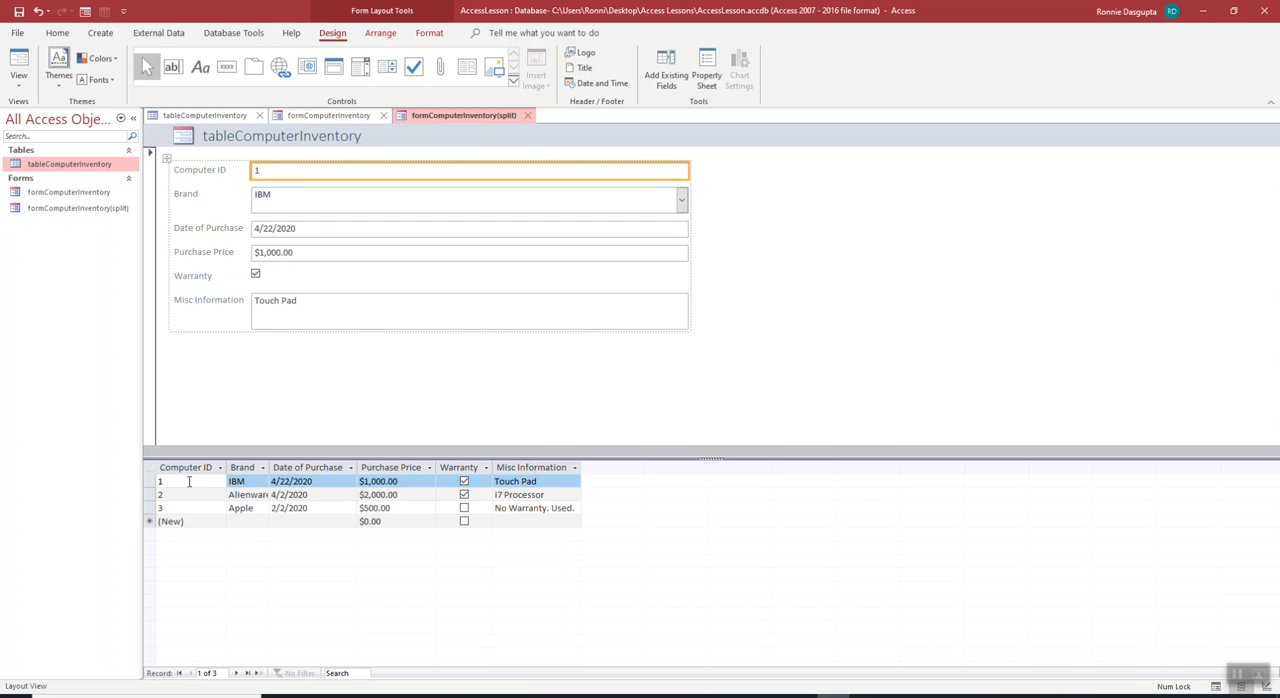 Form Layout Tools
AccessLesson : Database- C:\Users\Ronni\Desktop\Access Lessons\AccessLesson.accdb (Access 2007 - 2016 file format) - Access
Ronnie Dasgupta RD
File Home Create External Data Database Tools Help Design Arrange Format Tell me what you want to do
View
Views
Aa Themes
Colors
A Fonts
Themes
ab| Aa xxxx
Controls
Insert Image
Logo
Title
Date and Time
Header / Footer
Add Existing Fields
Property Sheet
Chart Settings
Tools
All Access Obje...
Search...
Tables
tableComputerInventory
Forms
formComputerInventory
formComputerInventory(split)
tableComputerInventory formComputerInventory formComputerInventory(split)
tableComputerInventory
Computer ID 1
Brand IBM
Date of Purchase 4/22/2020
Purchase Price $1,000.00
Warranty
Misc Information Touch Pad
Computer ID Brand Date of Purchase Purchase Price Warranty Misc Information
1 IBM 4/22/2020 $1,000.00 Touch Pad
2 Alienwar 4/2/2020 $2,000.00 i7 Processor
3 Apple 2/2/2020 $500.00 No Warranty. Used.
(New) $0.00
Record: 1 of 3 No Filter Search
Layout View
Num Lock